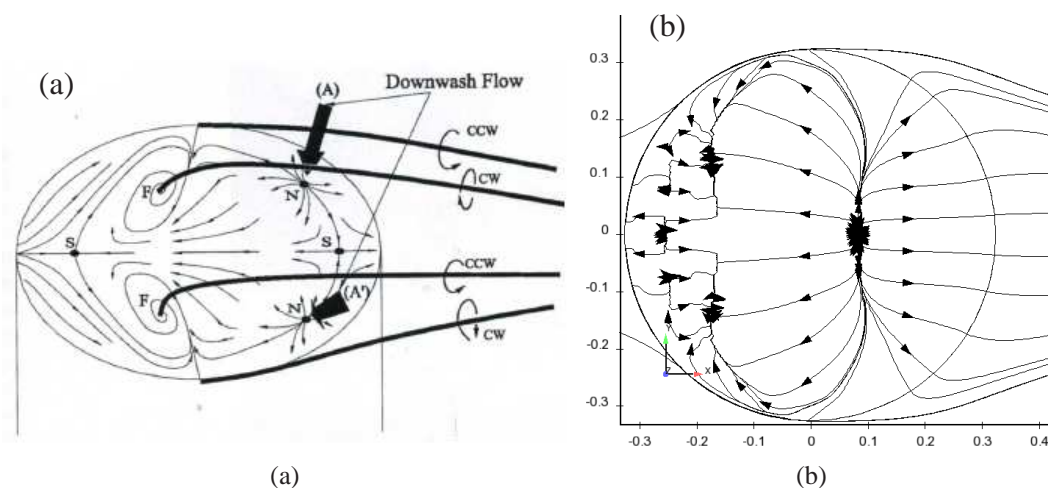 (a)
Downwash Flow
(A)
CCW
CW
F
N
S
S
CCW
F
N
(A')
CW
(b)
0.3
0.2
0.1
0
-0.1
-0.2
-0.3
Y
Z
X
-0.3
-0.2
-0.1
0
0.1
0.2
0.3
0.4
(a)
(b)